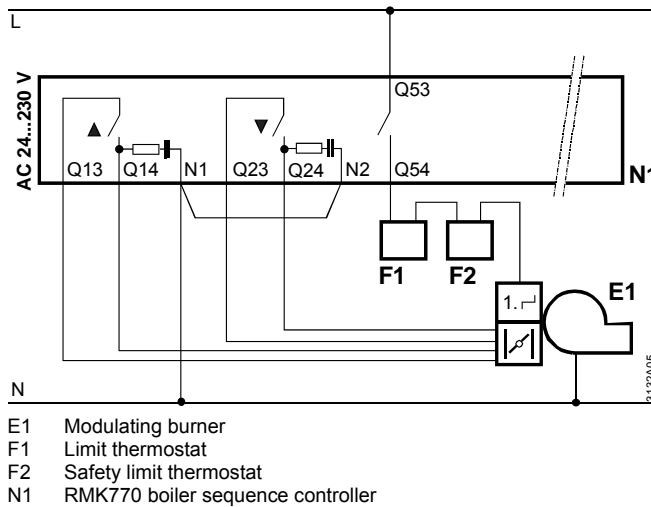 L
AC 24...230 V
Q53
Q13 Q14 N1 Q23 Q24 N2 Q54
N1
F1 F2
E1
1.
N
3132A05
E1 Modulating burner
F1 Limit thermostat
F2 Safety limit thermostat
N1 RMK770 boiler sequence controller